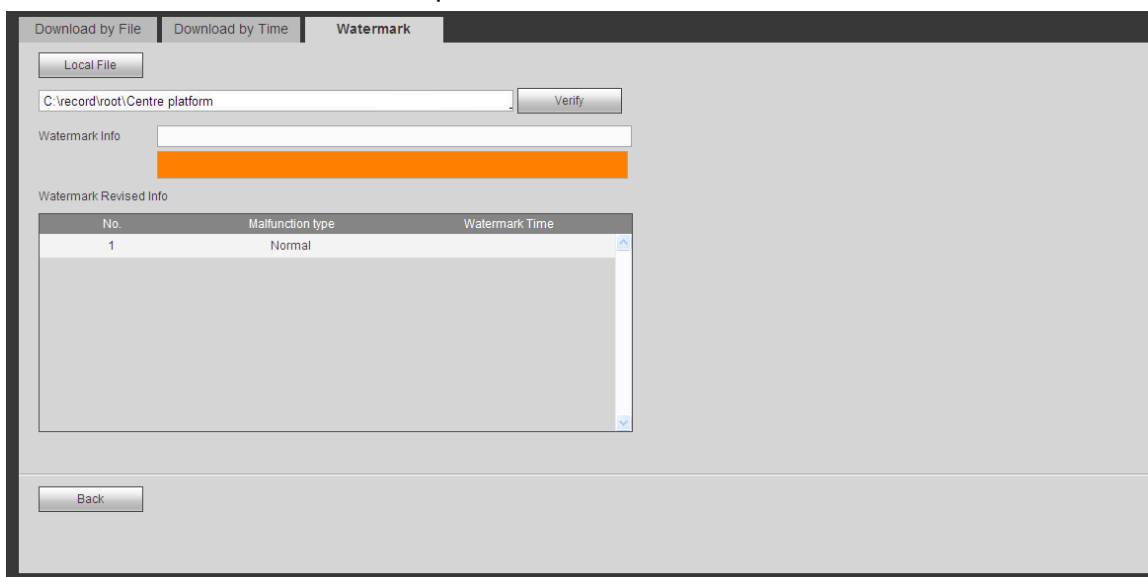 Download by File Download by Time Watermark
Local File
C:\record\root\Centre platform Verify
Watermark Info
Watermark Revised Info
No. Malfunction type Watermark Time
1 Normal
Back